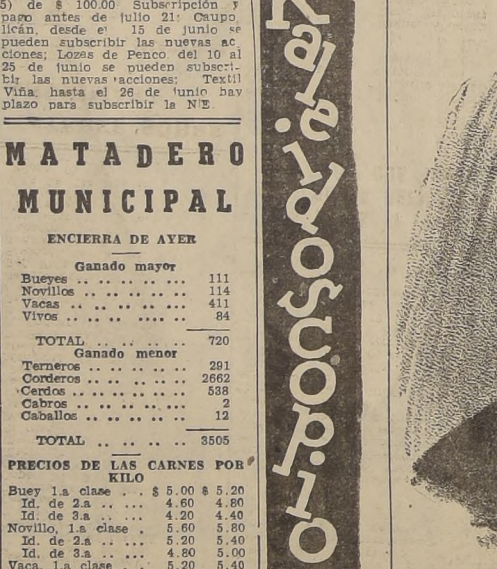 5) de $ 100.00 Subscripción y
pago antes de julio 21; Caupo
licán, desde el 15 de junio se
pueden subscribir las nuevas ac
ciones; Lozas de Penco, del 10 al
25 de junio se pueden subscri-
bir las nuevas acciones; Textil
Viña, hasta el 26 de junio hay
plazo para subscribir la N|E.
MATADERO
MUNICIPAL
ENCIERRA DE AYER
Ganado mayor
Bueyes .. .. .. .. ... 111
Novillos .. .. .. .. .. 114
Vacas .. .. .. .. .. 411
Vivos .. .. .. .... .. 84
TOTAL .. .. .. .. 720
Ganado menor
Terneros .. .. .. .. .. 291
Corderos .. .. .. .. .. 2662
Cerdos .. .. .. .. .. 538
Cabros .. .. .. .. .. 2
Caballos .. .. .. .. .. 12
TOTAL .. .. .. .. 3505
PRECIOS DE LAS CARNES POR
KILO
Buey 1.a clase .. . $ 5.00 $ 5.20
Id. de 2.a .. ... 4.60 4.80
Id. de 3.a .. ... 4.20 4.40
Novillo, 1.a clase . 5.60 5.80
Id. de 2.a .. ... 5.20 5.40
Id. de 3.a .. ... 4.80 5.00
Vaca, 1.a clase .. 5.20 5.40